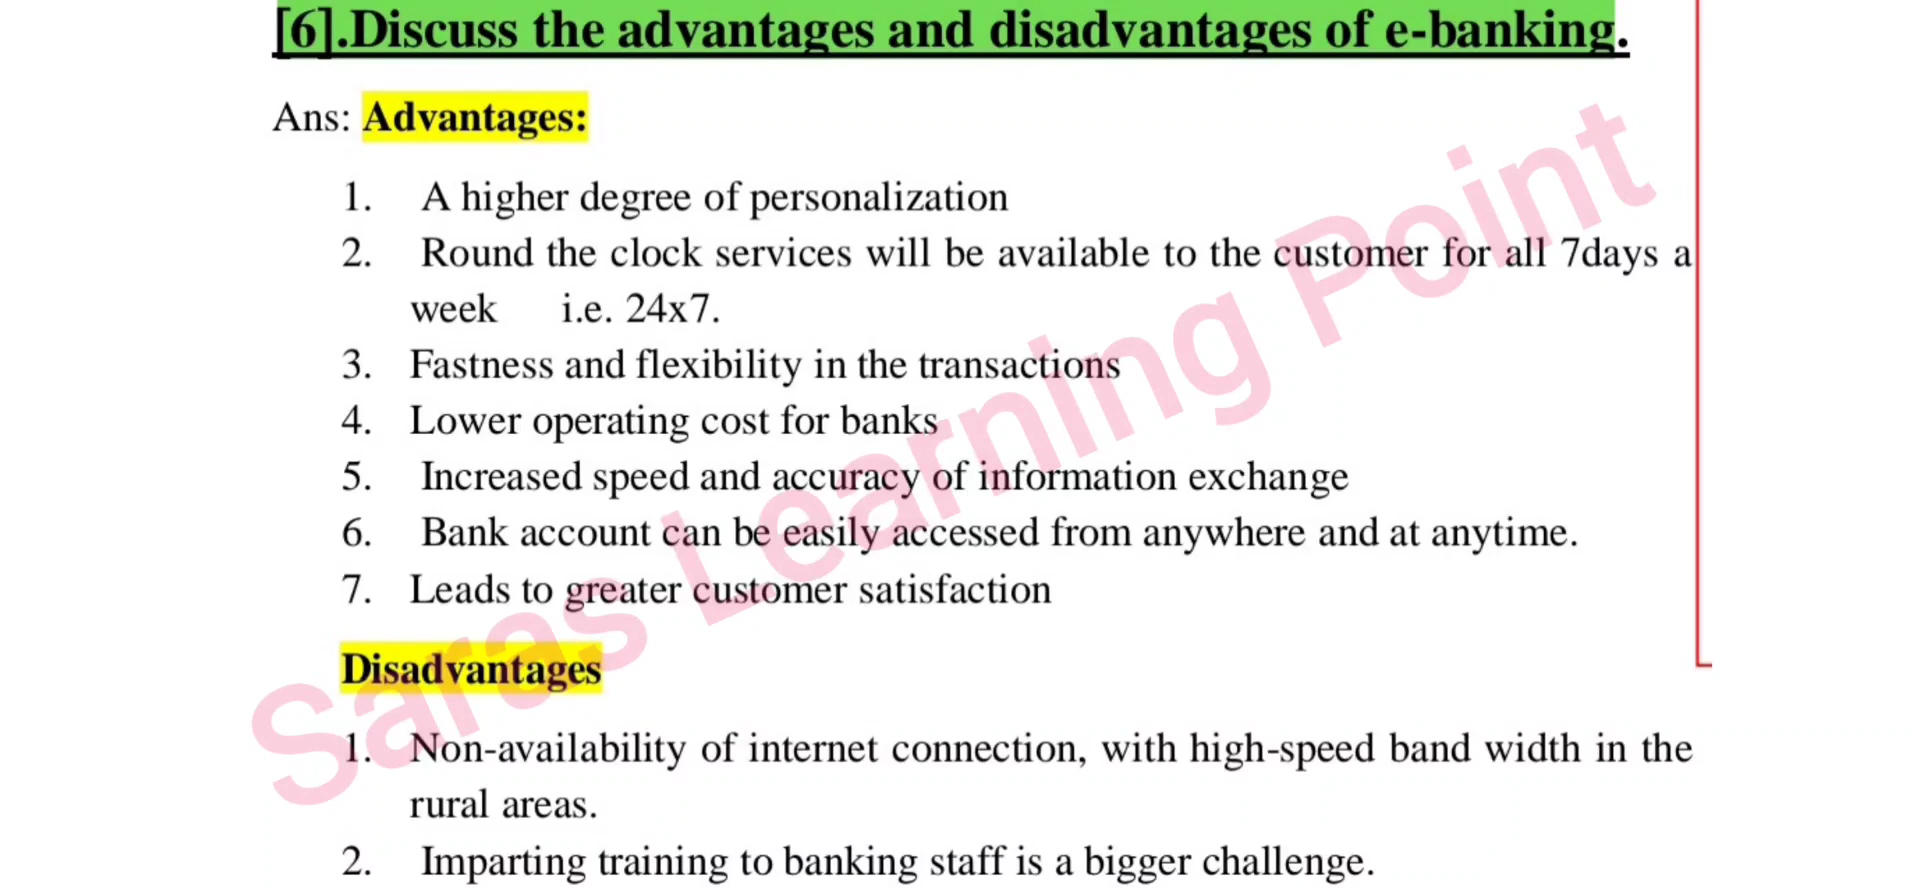 [6].Discuss the advantages and disadvantages of e-banking.
Ans: Advantages:
1. A higher degree of personalization
2. Round the clock services will be available to the customer for all 7days a
week i.e. 24x7.
3. Fastness and flexibility in the transactions
4. Lower operating cost for banks
5. Increased speed and accuracy of information exchange
6. Bank account can be easily accessed from anywhere and at anytime.
7. Leads to greater customer satisfaction
Disadvantages
1. Non-availability of internet connection, with high-speed band width in the
rural areas.
2. Imparting training to banking staff is a bigger challenge.
Saras Learning Point